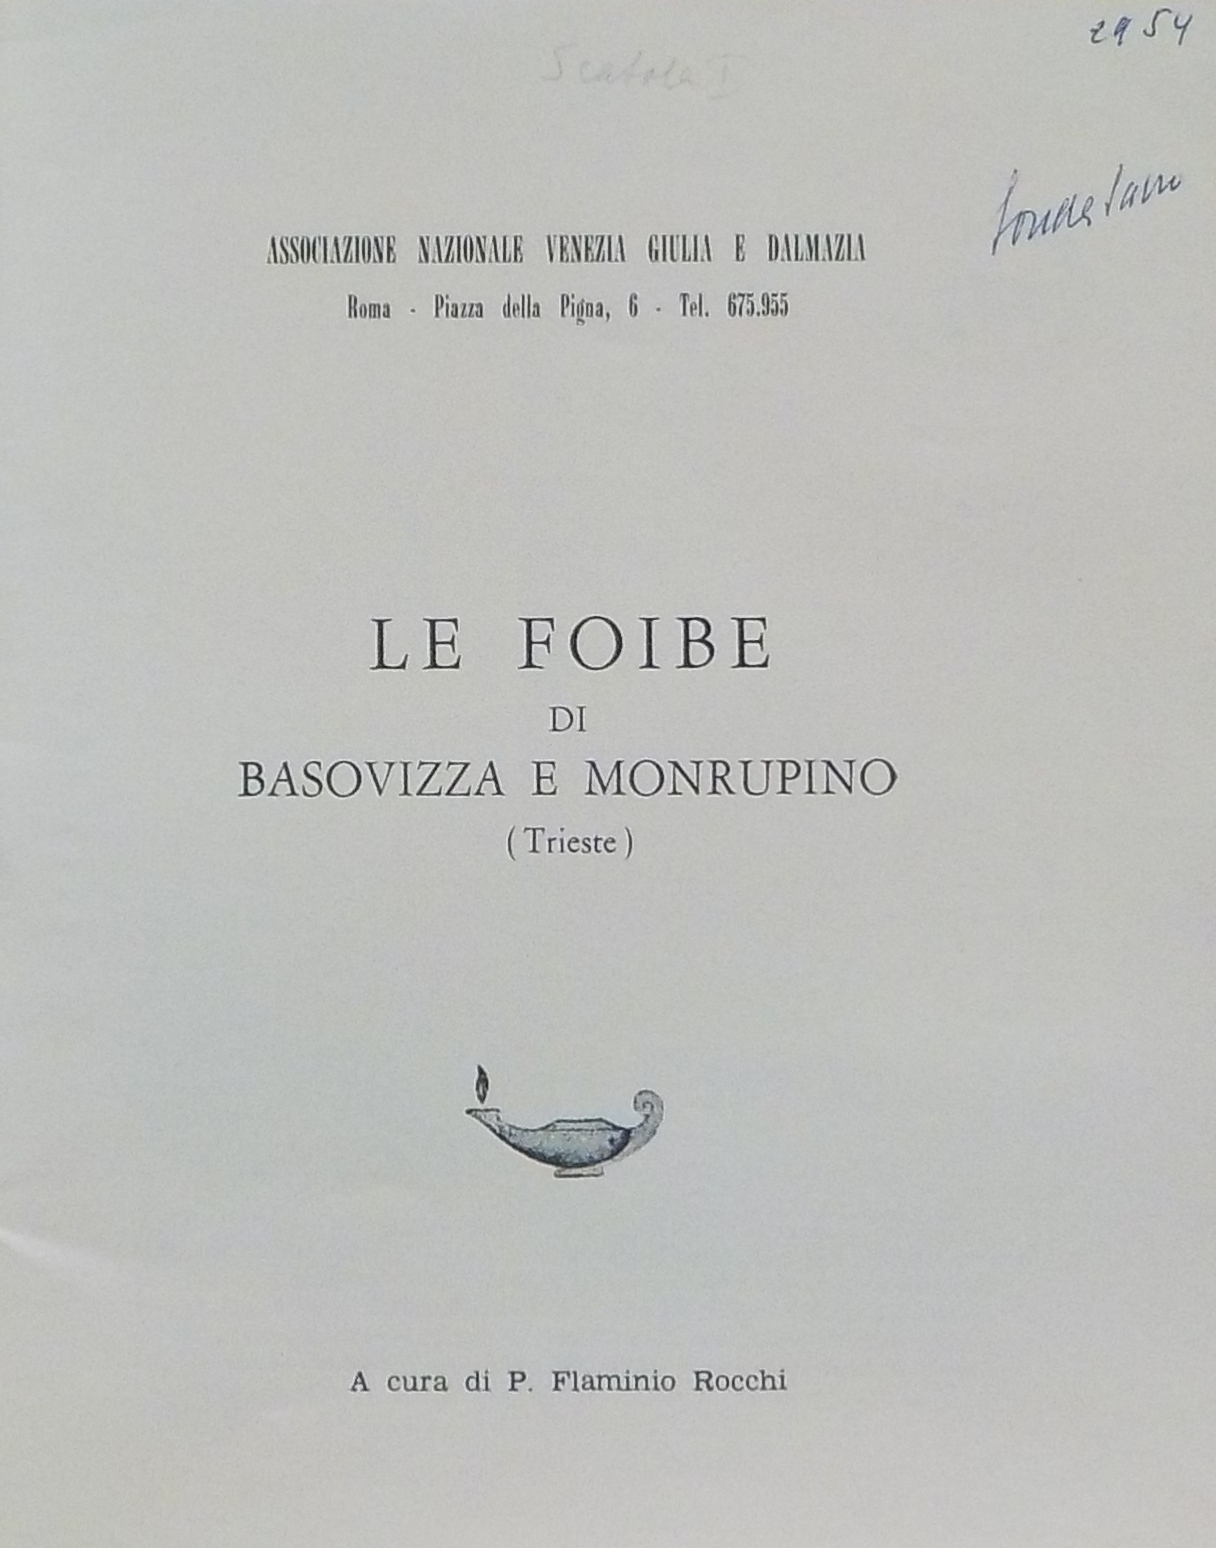 2954
Scatola I
ASSOCIAZIONE NAZIONALE VENEZIA GIULIA E DALMAZIA
Roma - Piazza della Pigna, 6 - Tel. 675.955
LE FOIBE
DI
BASOVIZZA E MONRUPINO
(Trieste)
A cura di P. Flaminio Rocchi